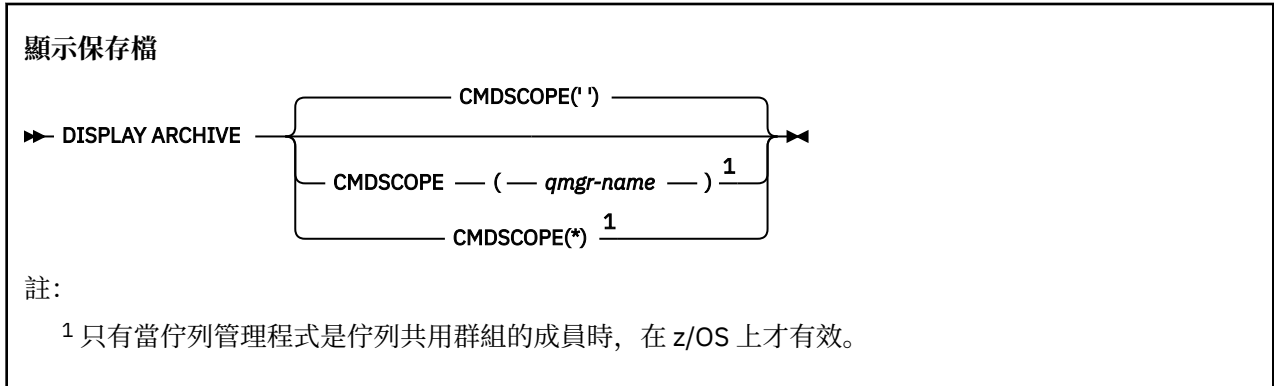 顯示保存檔
CMDSCOPE(' ')
DISPLAY ARCHIVE
CMDSCOPE ( qmgr-name ) 1
CMDSCOPE(*) 1
註：
1 只有當佇列管理程式是佇列共用群組的成員時，在 z/OS 上才有效。